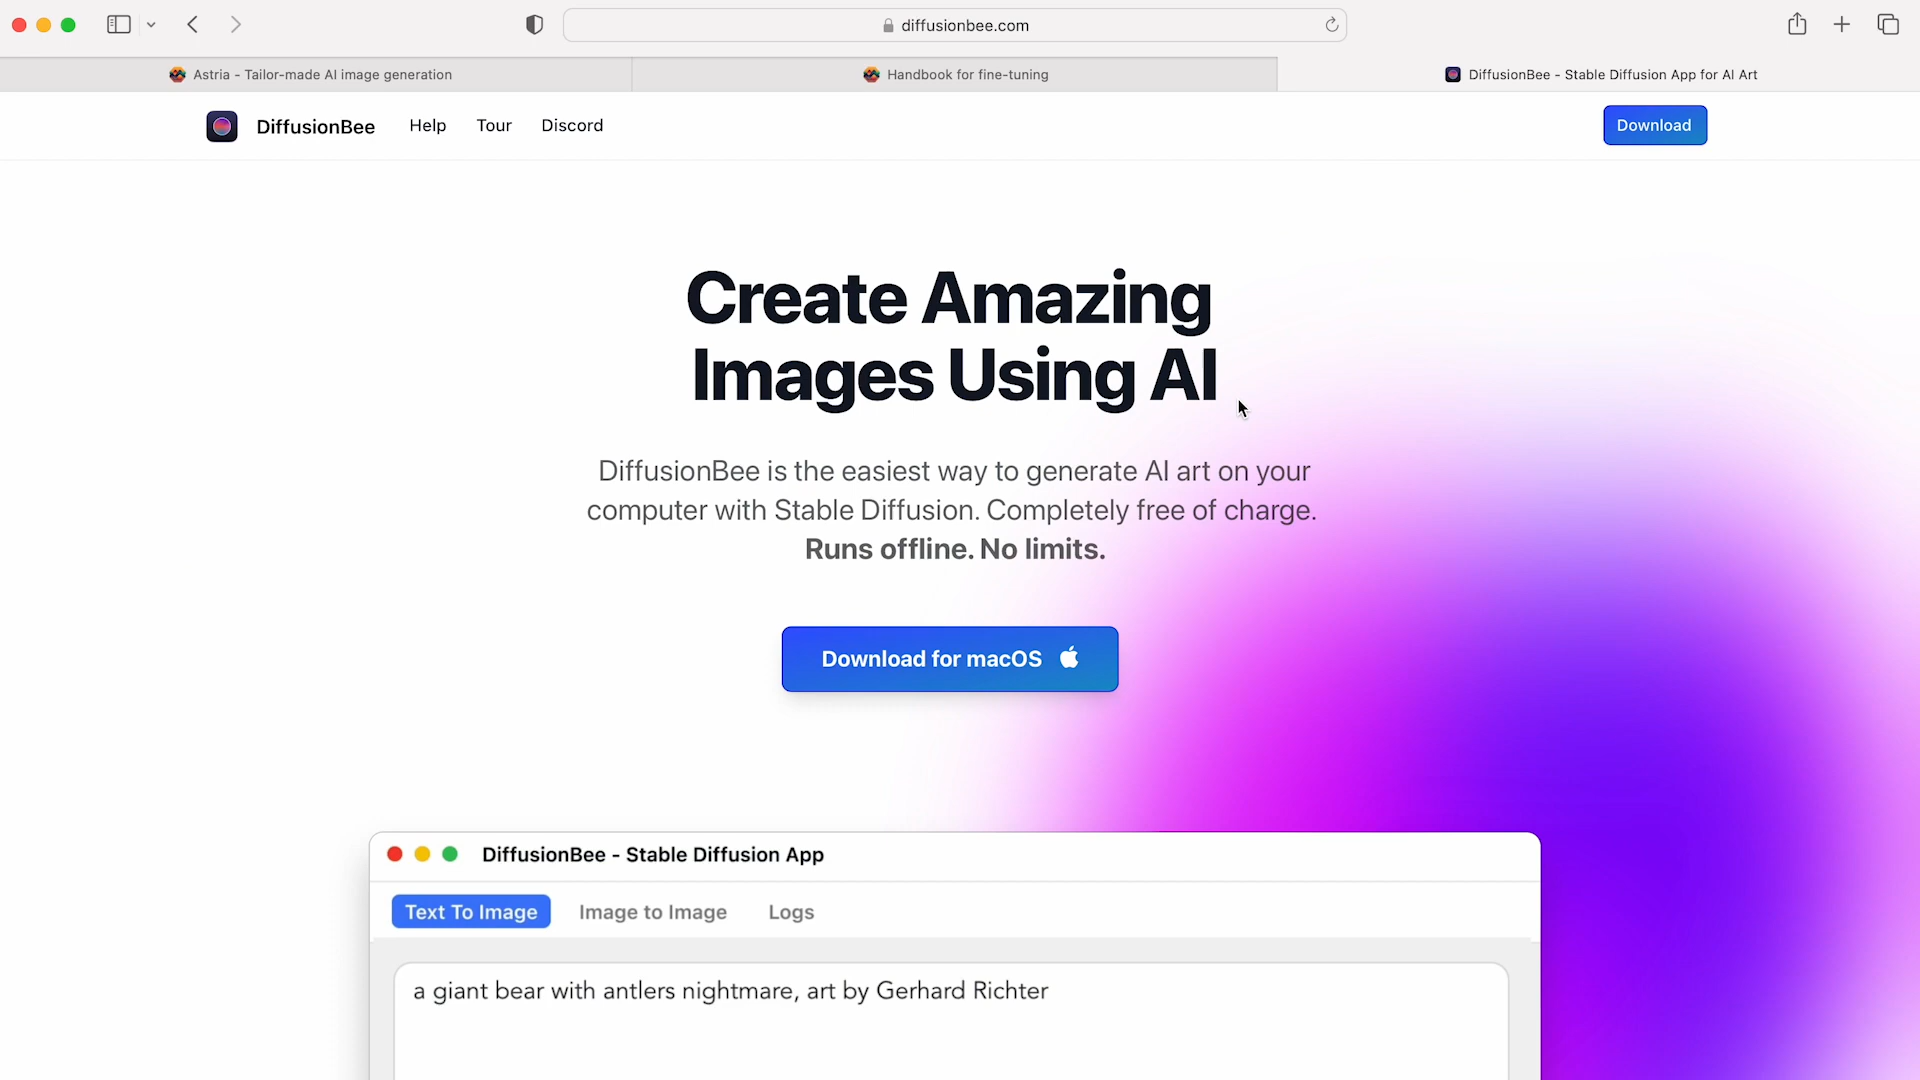 diffusionbee.com
Astria - Tailor-made AI image generation
Handbook for fine-tuning
DiffusionBee - Stable Diffusion App for AI Art
DiffusionBee
Help
Tour
Discord
Download
Create Amazing
Images Using AI
DiffusionBee is the easiest way to generate AI art on your
computer with Stable Diffusion. Completely free of charge.
Runs offline. No limits.
Download for macOS
DiffusionBee - Stable Diffusion App
Text To Image
Image to Image
Logs
a giant bear with antlers nightmare, art by Gerhard Richter